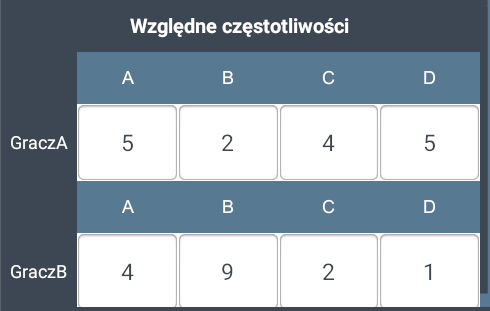 Względne częstotliwości
A B C D
GraczA 5 2 4 5
A B C D
GraczB 4 9 2 1